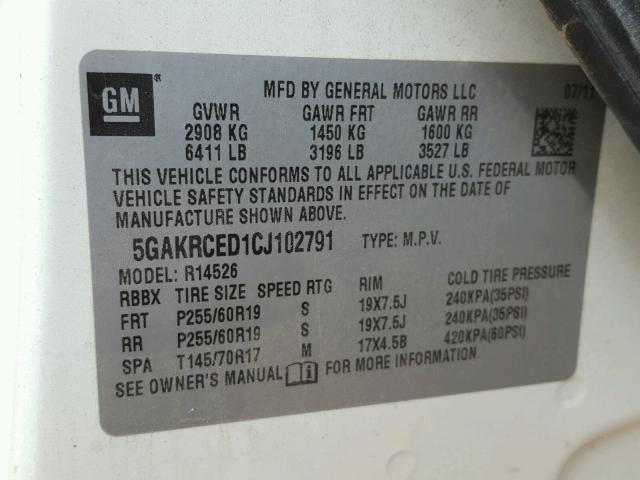 GM
MFD BY GENERAL MOTORS LLC 07/11
GVWR GAWR FRT GAWR RR
2908 KG 1450 KG 1600 KG
6411 LB 3196 LB 3527 LB
THIS VEHICLE CONFORMS TO ALL APPLICABLE U.S. FEDERAL MOTOR
VEHICLE SAFETY STANDARDS IN EFFECT ON THE DATE OF
MANUFACTURE SHOWN ABOVE.
5GAKRCED1CJ102791 TYPE: M.P.V.
MODEL: R14526
RBBX TIRE SIZE SPEED RTG RIM COLD TIRE PRESSURE
FRT P255/60R19 S 19X7.5J 240KPA(35PSI)
RR P255/60R19 S 19X7.5J 240KPA(35PSI)
SPA T145/70R17 M 17X4.5B 420KPA(60PSI)
SEE OWNER'S MANUAL FOR MORE INFORMATION.